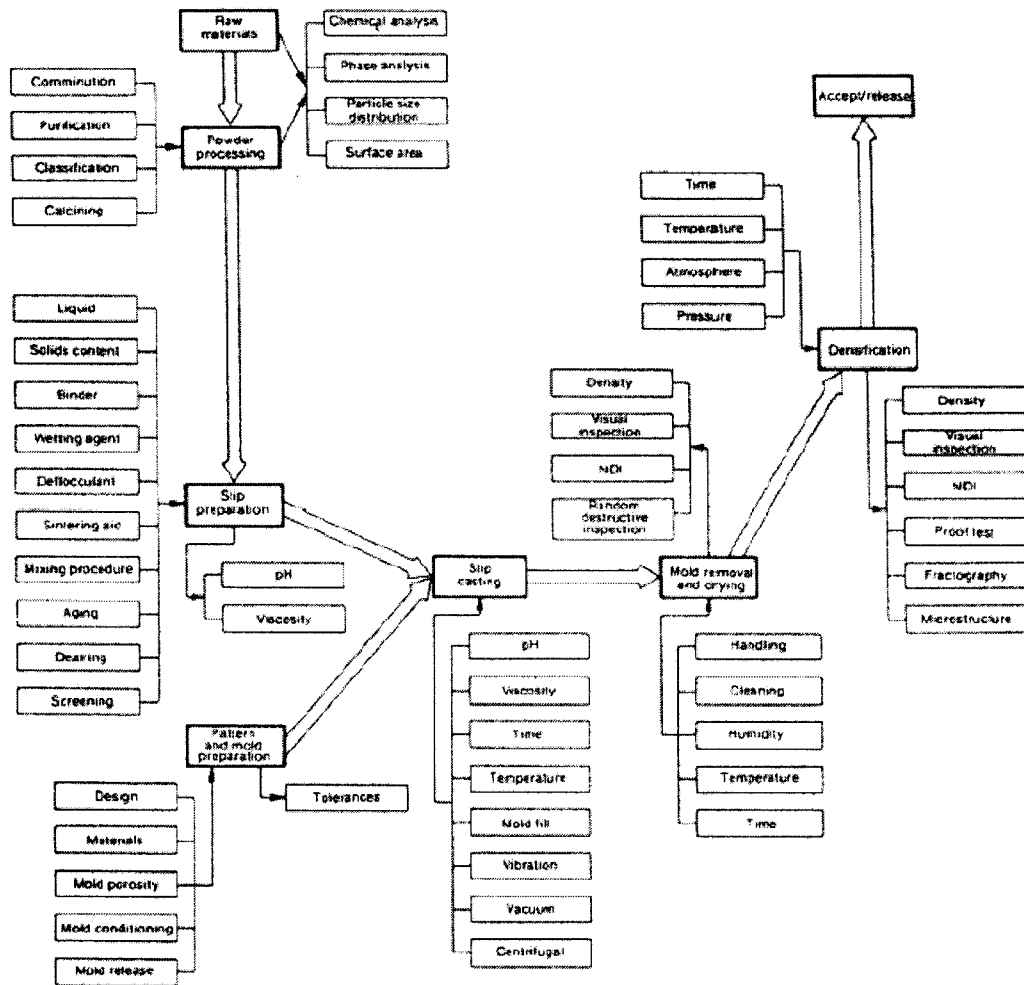 Raw
materials
Chemical analysis
Phase analysis
Particle size
distribution
Surface area
Comminution
Purification
Classification
Calcining
Powder
processing
Accept/release
Time
Temperature
Atmosphere
Pressure
Densification
Liquid
Solids content
Binder
Wetting agent
Deflocculant
Sintering aid
Mixing procedure
Aging
Deairing
Screening
Slip
preparation
pH
Viscosity
Density
Visual
inspection
NDI
Random
destructive
inspection
Density
Visual
inspection
NDI
Proof test
Fractography
Microstructure
Slip
casting
Mold removal
and drying
pH
Viscosity
Time
Temperature
Mold fill
Vibration
Vacuum
Centrifugal
Handling
Cleaning
Humidity
Temperature
Time
Pattern
and mold
preparation
Tolerances
Design
Materials
Mold porosity
Mold conditioning
Mold release